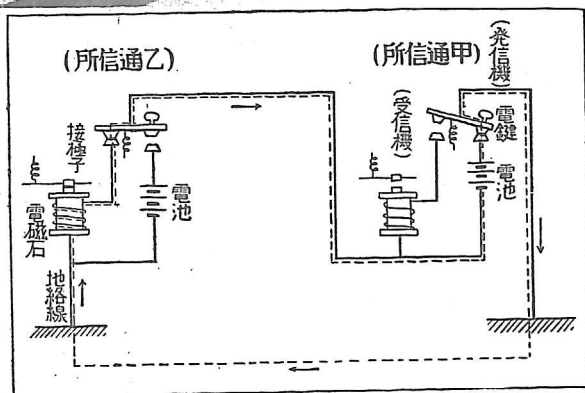 (甲通信所)
(発信機)
電鍵
電池
(受信機)
(乙通信所)
接極子
電池
電磁石
地絡線